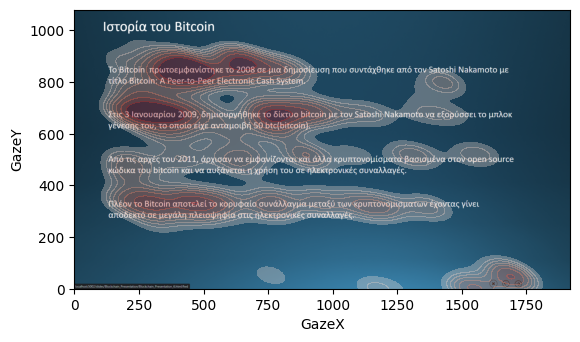 Ιστορία του Bitcoin
Το Bitcoin πρωτοεμφανίστηκε το 2008 σε μια δημοσίευση που συντάχθηκε από τον Satoshi Nakamoto με
τίτλο Bitcoin: A Peer-to-Peer Electronic Cash System.
Στις 3 Ιανουαρίου 2009, δημιουργήθηκε το δίκτυο bitcoin με τον Satoshi Nakamoto να εξορύσσει το μπλοκ
γένεσης του, το οποίο είχε ανταμοιβή 50 btc(bitcoin).
Από τις αρχές του 2011, άρχισαν να εμφανίζονται και άλλα κρυπτονομίσματα βασισμένα στον open source
κώδικα του bitcoin και να αυξάνεται η χρήση του σε ηλεκτρονικές συναλλαγές.
Πλέον το Bitcoin αποτελεί το κορυφαίο συνάλλαγμα μεταξύ των κρυπτονομισμάτων έχοντας γίνει
αποδεκτό σε μεγάλη πλειοψηφία στις ηλεκτρονικές συναλλαγές.
GazeY
1000
800
600
400
200
0
0 250 500 750 1000 1250 1500 1750
GazeX